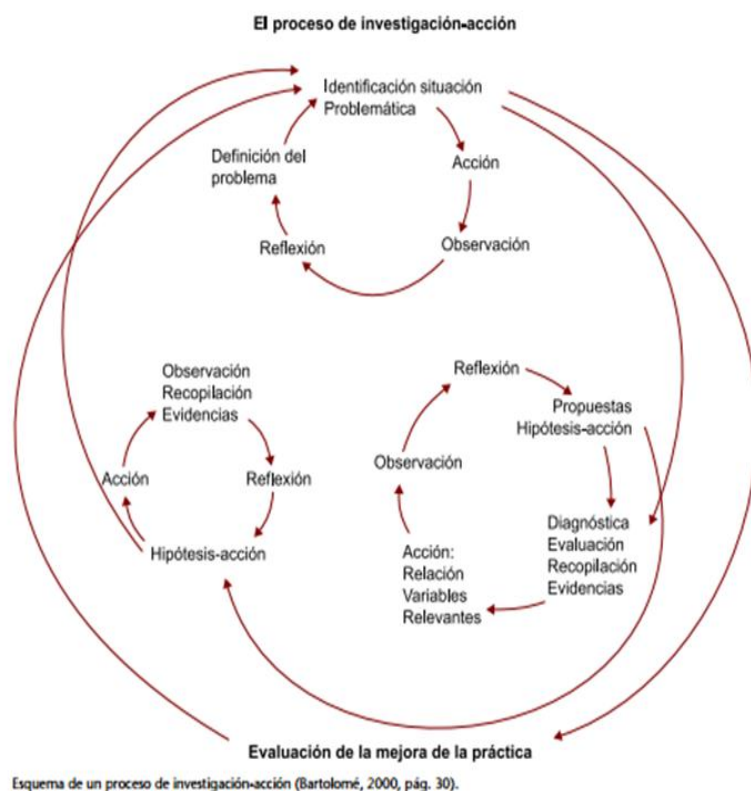 El proceso de investigación-acción
Identificación situación
Problemática
Definición del
problema
Acción
Reflexión
Observación
Observación
Recopilación
Evidencias
Acción
Reflexión
Hipótesis-acción
Reflexión
Propuestas
Hipótesis-acción
Observación
Diagnóstica
Evaluación
Recopilación
Evidencias
Acción:
Relación
Variables
Relevantes
Evaluación de la mejora de la práctica
Esquema de un proceso de investigación-acción (Bartolomé, 2000, pág. 30).